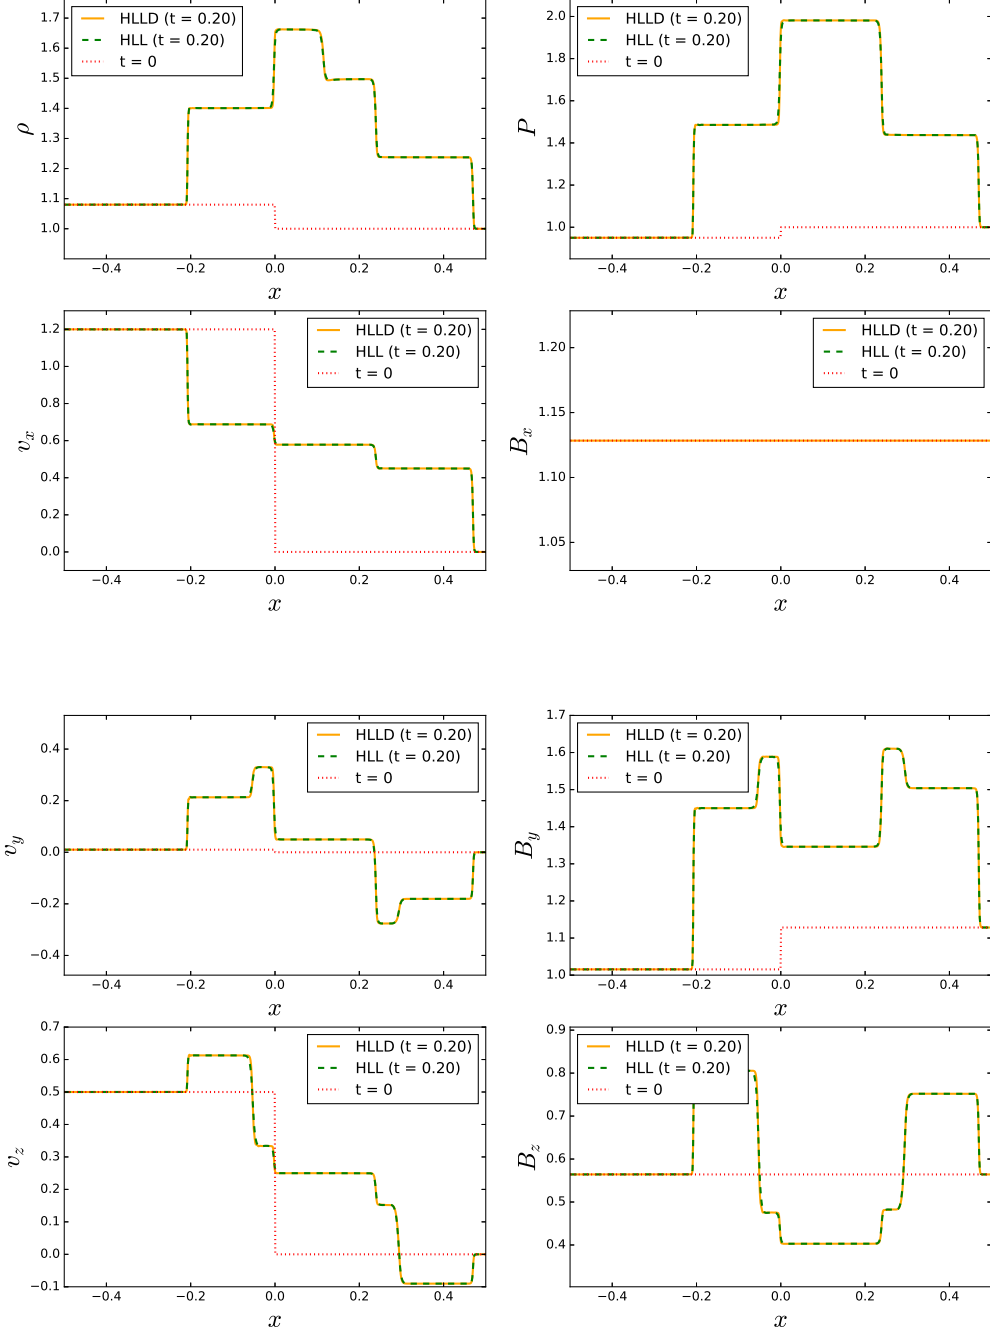 1.7
1.6
1.5
1.4
1.3
1.2
1.1
1.0
ρ
HLLD (t = 0.20)
HLL (t = 0.20)
t = 0
−0.4 −0.2 0.0 0.2 0.4
x
2.0
1.8
1.6
1.4
1.2
1.0
P
HLLD (t = 0.20)
HLL (t = 0.20)
t = 0
−0.4 −0.2 0.0 0.2 0.4
x
1.2
1.0
0.8
0.6
0.4
0.2
0.0
v_x
HLLD (t = 0.20)
HLL (t = 0.20)
t = 0
−0.4 −0.2 0.0 0.2 0.4
x
1.20
1.15
1.10
1.05
B_x
HLLD (t = 0.20)
HLL (t = 0.20)
t = 0
−0.4 −0.2 0.0 0.2 0.4
x
0.4
0.2
0.0
−0.2
−0.4
v_y
HLLD (t = 0.20)
HLL (t = 0.20)
t = 0
−0.4 −0.2 0.0 0.2 0.4
x
1.7
1.6
1.5
1.4
1.3
1.2
1.1
1.0
B_y
HLLD (t = 0.20)
HLL (t = 0.20)
t = 0
−0.4 −0.2 0.0 0.2 0.4
x
0.7
0.6
0.5
0.4
0.3
0.2
0.1
0.0
−0.1
v_z
HLLD (t = 0.20)
HLL (t = 0.20)
t = 0
−0.4 −0.2 0.0 0.2 0.4
x
0.9
0.8
0.7
0.6
0.5
0.4
B_z
HLLD (t = 0.20)
HLL (t = 0.20)
t = 0
−0.4 −0.2 0.0 0.2 0.4
x